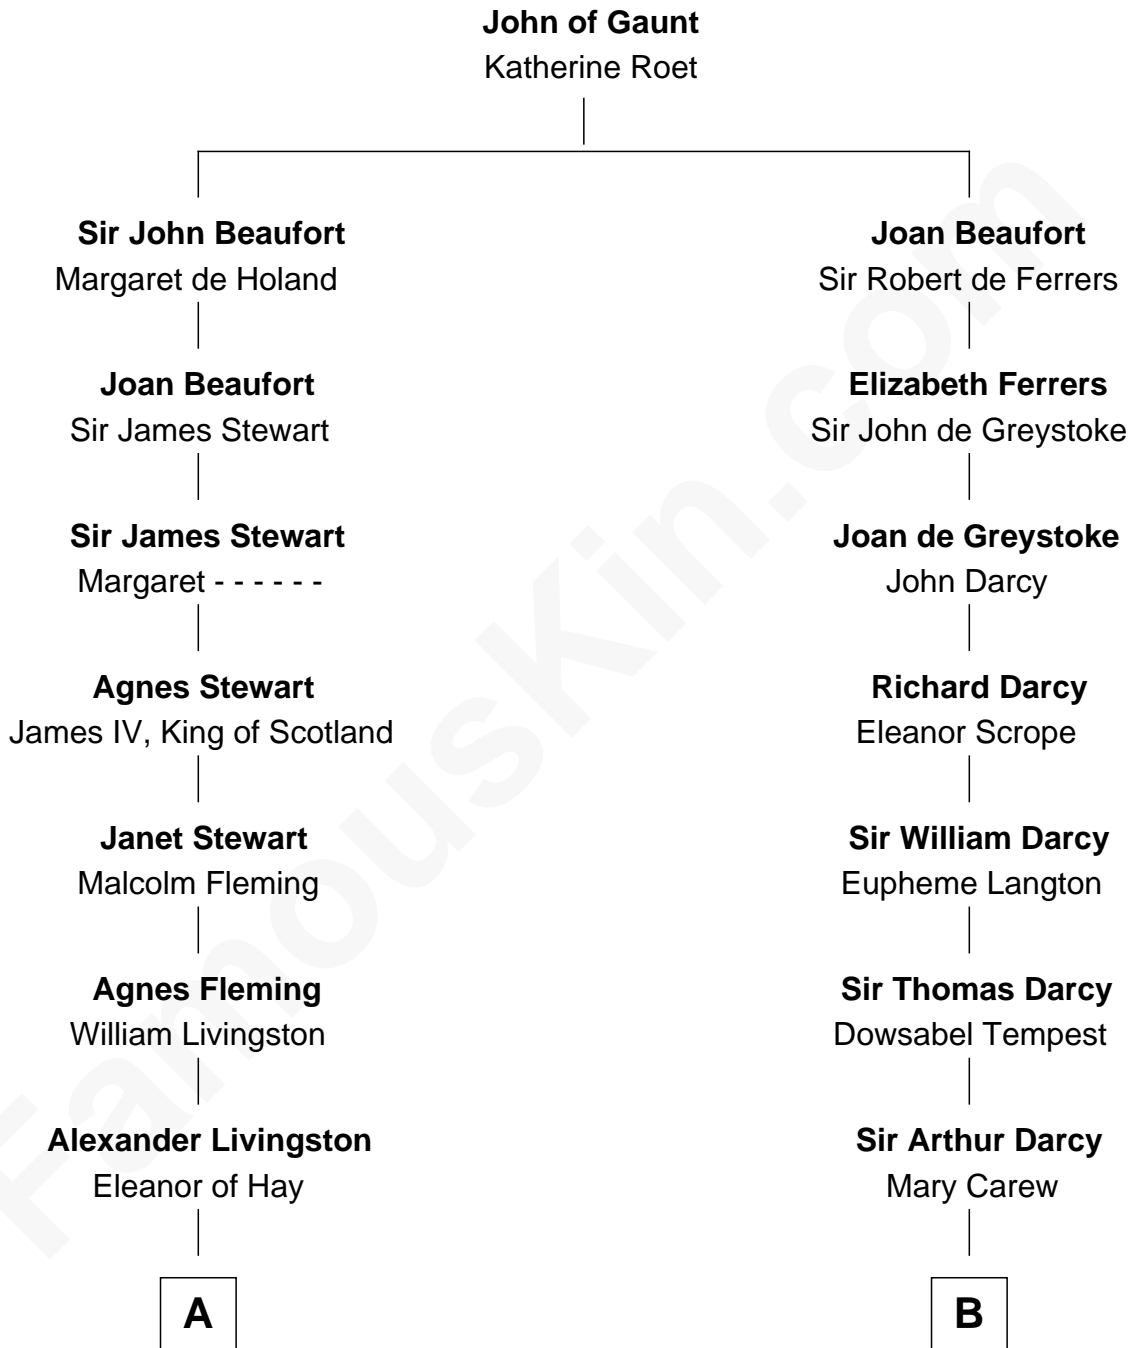 John of Gaunt
Katherine Roet
Sir John Beaufort
Margaret de Holand
Joan Beaufort
Sir James Stewart
Sir James Stewart
Margaret - - - - - -
Agnes Stewart
James IV, King of Scotland
Janet Stewart
Malcolm Fleming
Agnes Fleming
William Livingston
Alexander Livingston
Eleanor of Hay
A
Joan Beaufort
Sir Robert de Ferrers
Elizabeth Ferrers
Sir John de Greystoke
Joan de Greystoke
John Darcy
Richard Darcy
Eleanor Scrope
Sir William Darcy
Eupheme Langton
Sir Thomas Darcy
Dowsabel Tempest
Sir Arthur Darcy
Mary Carew
B
FamousKin.com